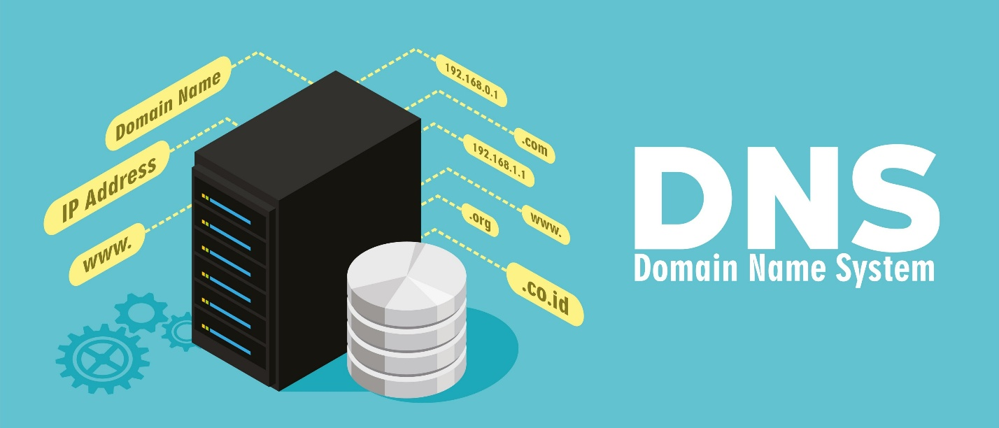 Domain Name
IP Address
www.
192.168.0.1
.com
192.168.1.1
www.
.org
.co.id
DNS
Domain Name System